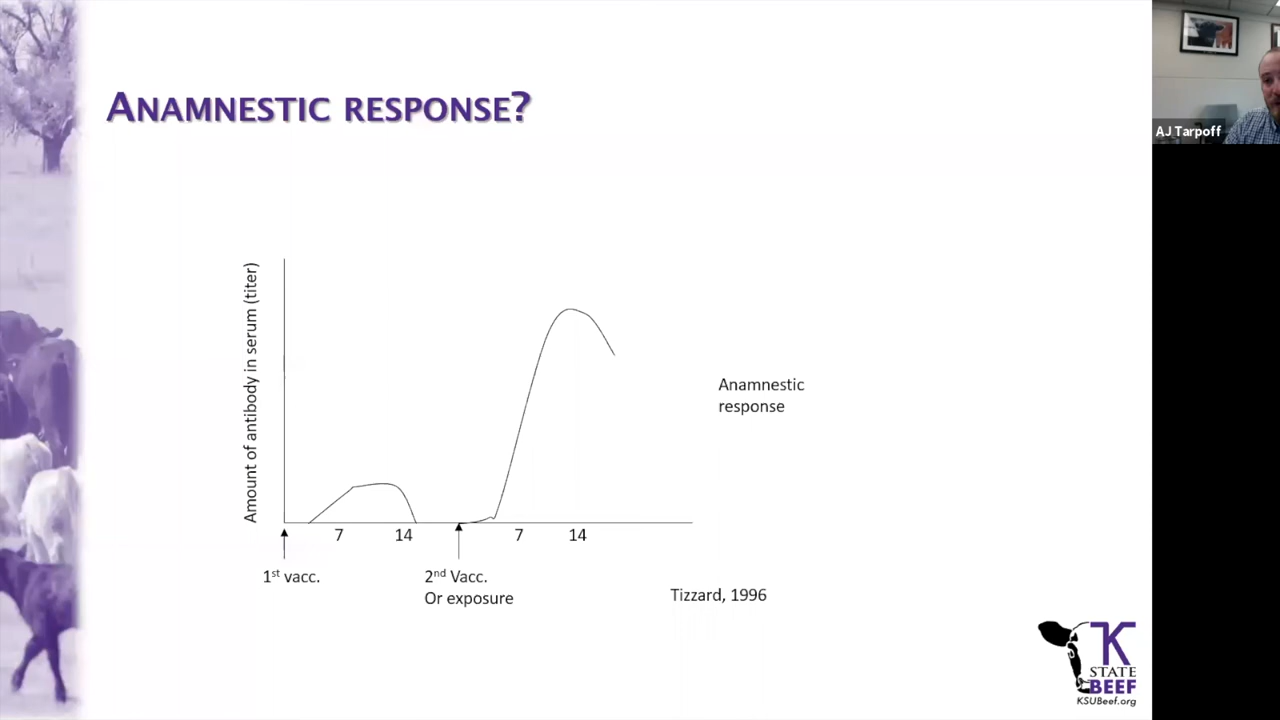 ANAMNESTIC RESPONSE?
AJ Tarpoff
Amount of antibody in serum (titer)
Anamnestic
response
7
14
7
14
1st vacc.
2nd Vacc.
Or exposure
Tizzard, 1996
K
STATE
BEEF
KSUBeef.org